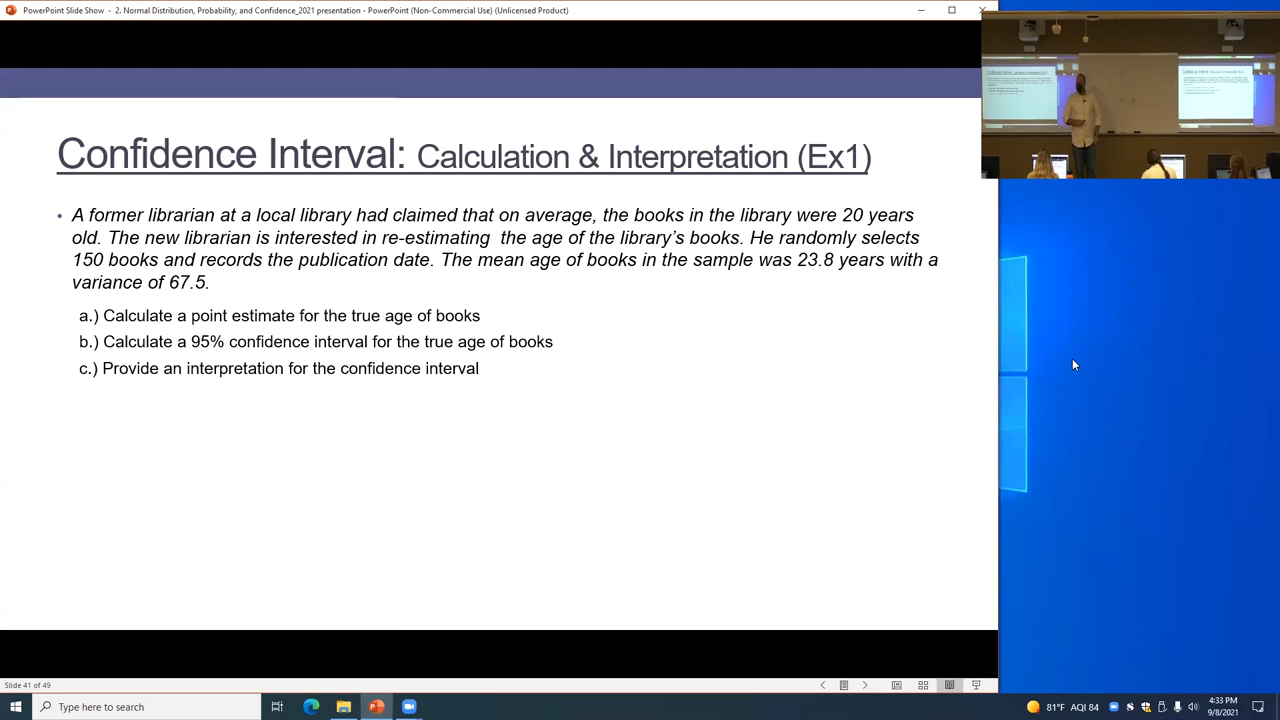 PowerPoint Slide Show - 2. Normal Distribution, Probability, and Confidence_2021 presentation - PowerPoint (Non-Commercial Use) (Unlicensed Product)
Confidence Interval: Calculation & Interpretation (Ex1)
• A former librarian at a local library had claimed that on average, the books in the library were 20 years
old. The new librarian is interested in re-estimating the age of the library's books. He randomly selects
150 books and records the publication date. The mean age of books in the sample was 23.8 years with a
variance of 67.5.
a.) Calculate a point estimate for the true age of books
b.) Calculate a 95% confidence interval for the true age of books
c.) Provide an interpretation for the confidence interval
Slide 41 of 49
Type here to search
81°F AQI 84
4:33 PM
9/8/2021